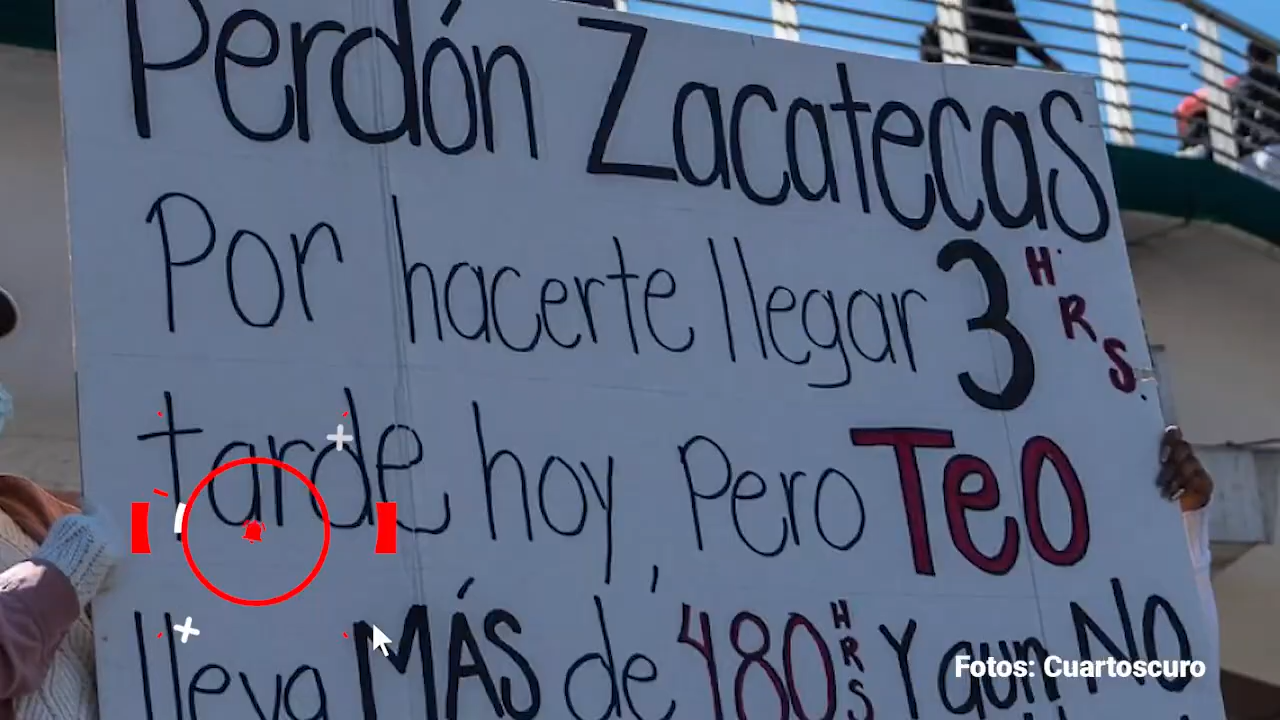 Perdón Zacatecas
Por hacerte llegar 3 HRS.
tarde hoy, Pero Teo
lleva MÁS de 480 HRS Y aun NO
Fotos: Cuartoscuro